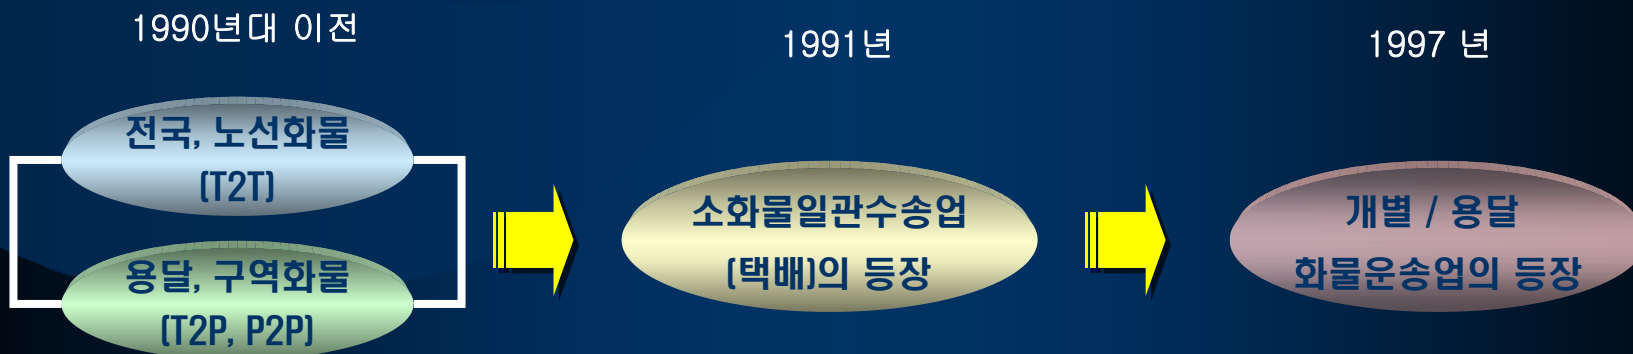 1990년대 이전
전국, 노선화물
(T2T)
용달, 구역화물
(T2P, P2P)
1991년
소화물일관수송업
(택배)의 등장
1997 년
개별 / 용달
화물운송업의 등장